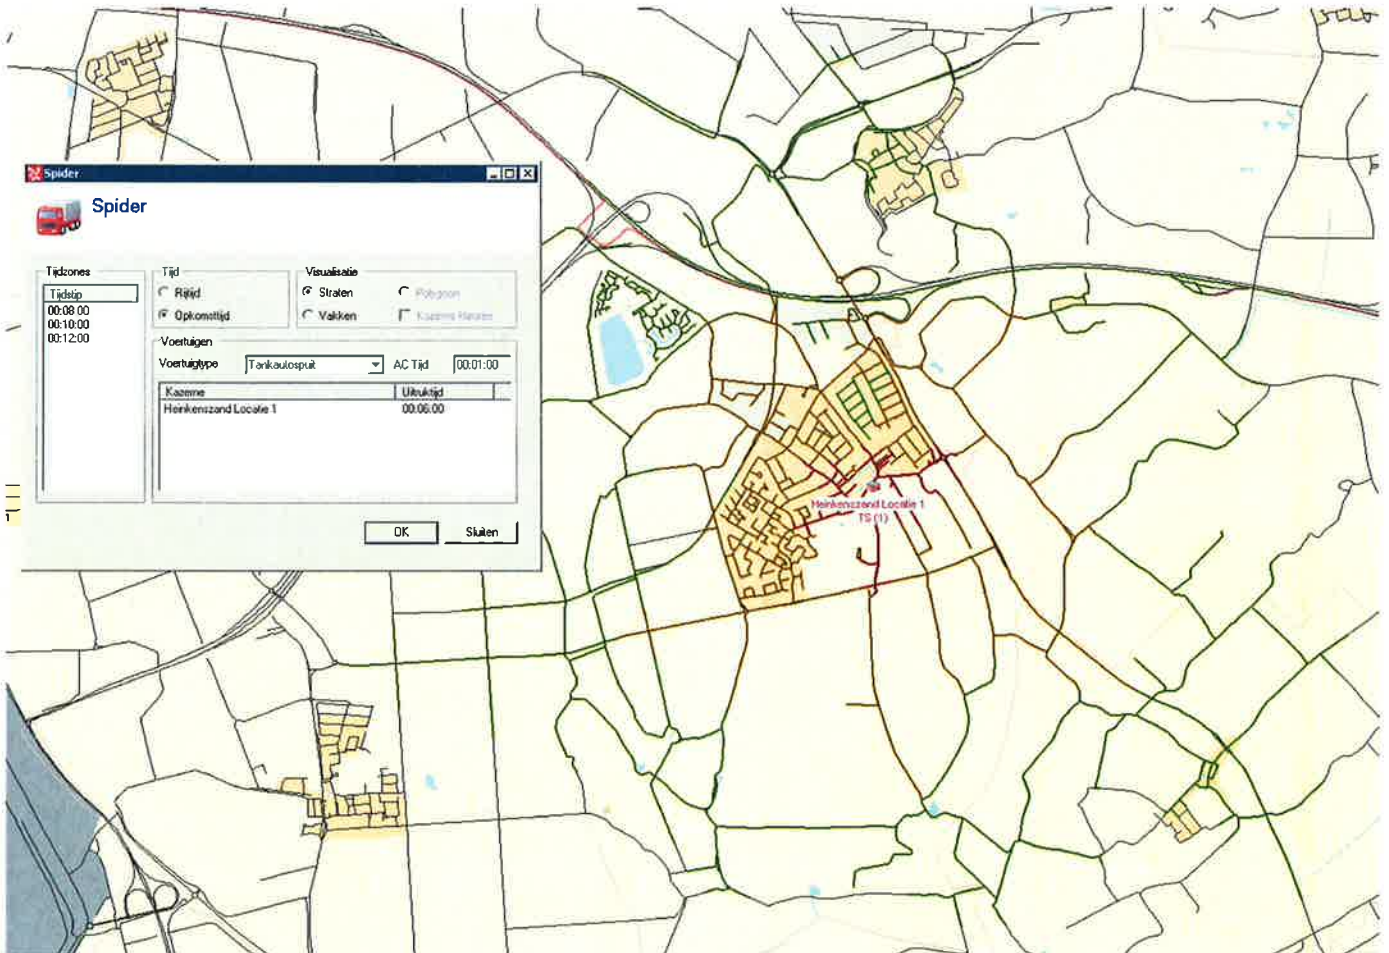 Spider
Spider
Tijdzones
Tijdstip
00:08:00
00:10:00
00:12:00
Tijd
Rijtijd
Opkomsttijd
Visualisatie
Straten
Polygoon
Vakken
Voertuigen
Voertuigtype
Tankautospuit
AC Tijd
00:01:00
Kazerne
Uitruktijd
Heinkenszand Locatie 1
00:06:00
OK
Sluiten
Heinkenszand Locatie 1
TS (1)